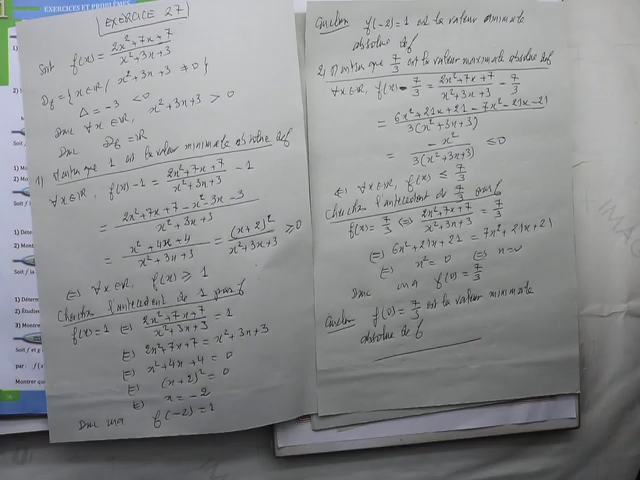 EXERCICES ET PROBLÈMES
EXERCICE 27
Soit f(x) = (2x²+7x+7)/(x²+3x+3)
Df = {x∈ℝ / x²+3x+3 ≠ 0}
Δ = -3 < 0
Donc ∀x∈ℝ, x²+3x+3 > 0
Donc Df = ℝ
1) Montrons que 1 est la valeur minimale absolue de f
∀x∈ℝ, f(x)-1 = (2x²+7x+7)/(x²+3x+3) - 1
= (2x²+7x+7-x²-3x-3)/(x²+3x+3)
= (x²+4x+4)/(x²+3x+3) = (x+2)²/(x²+3x+3) ≥ 0
(=) ∀x∈ℝ, f(x) ≥ 1
Cherchons l'antécédent de 1 par f
f(x)=1 (=) (2x²+7x+7)/(x²+3x+3) = 1
(=) 2x²+7x+7 = x²+3x+3
(=) x²+4x+4 = 0
(=) (x+2)² = 0
(=) x = -2
Donc on a f(-2) = 1
Conclusion f(-2)=1 est la valeur minimale
absolue de f
2) Montrons que 7/3 est la valeur maximale absolue de f
∀x∈ℝ, f(x) - 7/3 = (2x²+7x+7)/(x²+3x+3) - 7/3
= (6x²+21x+21-7x²-21x-21)/(3(x²+3x+3))
= -x²/(3(x²+3x+3)) ≤ 0
(=) ∀x∈ℝ, f(x) ≤ 7/3
Cherchons l'antécédent de 7/3 par f
f(x) = 7/3 (=) (2x²+7x+7)/(x²+3x+3) = 7/3
(=) 6x²+21x+21 = 7x²+21x+21
(=) x² = 0 (=) x=0
Donc on a f(0) = 7/3
Conclusion f(0) = 7/3 est la valeur minimale
absolue de f